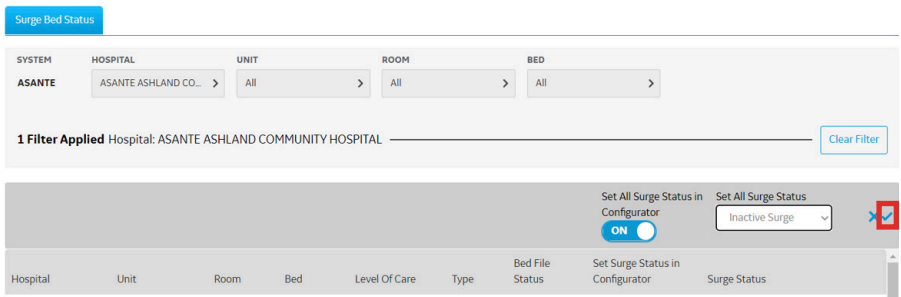 Surge Bed Status
SYSTEM HOSPITAL UNIT ROOM BED
ASANTE ASANTE ASHLAND CO... All All All
1 Filter Applied Hospital: ASANTE ASHLAND COMMUNITY HOSPITAL Clear Filter
Set All Surge Status in Configurator Set All Surge Status
ON Inactive Surge
Hospital Unit Room Bed Level Of Care Type Bed File Status Set Surge Status in Configurator Surge Status